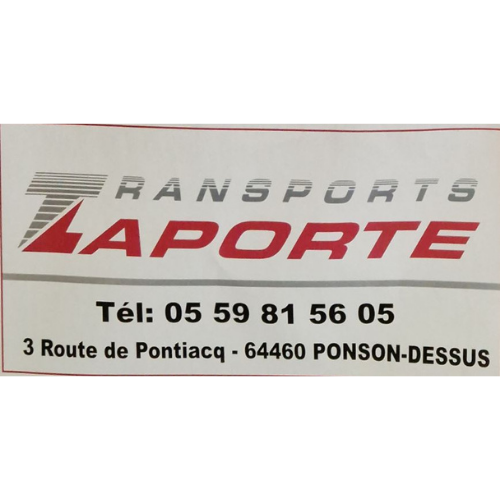 TRANSPORTS
LAPORTE
Tél: 05 59 81 56 05
3 Route de Pontiacq - 64460 PONSON-DESSUS